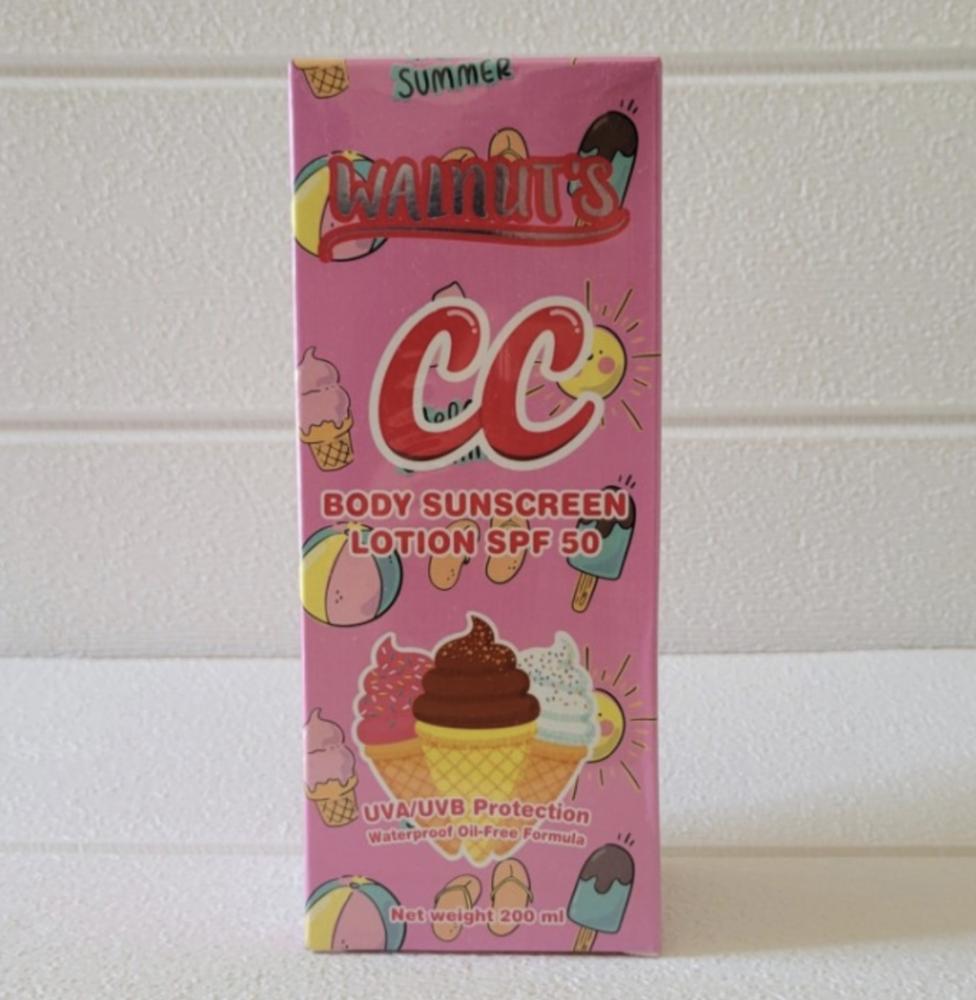 SUMMER
WALNUT'S
CC
BODY SUNSCREEN
LOTION SPF 50
UVA/UVB Protection
Waterproof Oil-Free Formula
Net weight 200 ml